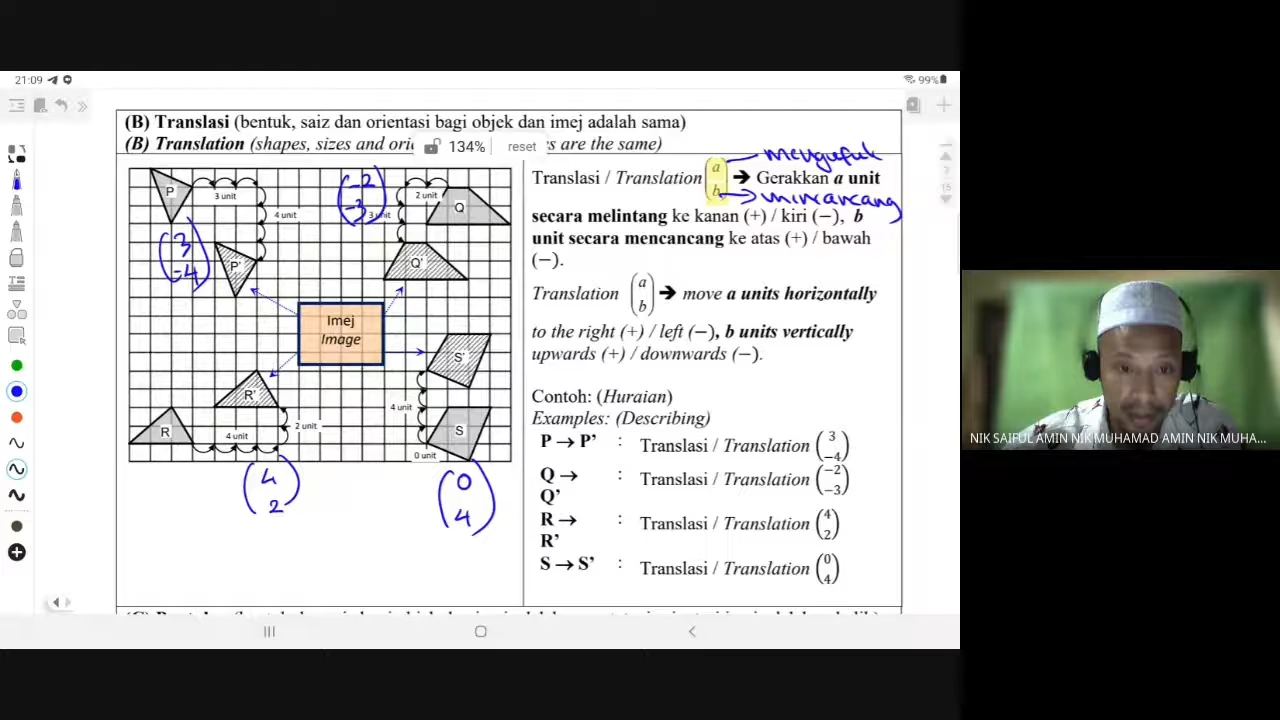 21:09
99%
(B) Translasi (bentuk, saiz dan orientasi bagi objek dan imej adalah sama)
(B) Translation (shapes, sizes and ori
s are the same)
134%
reset
P
3 unit
4 unit
( 3
-4 )
P'
( -2
-3 )
2 unit
3 unit
Q
Q'
Imej
Image
S'
R'
R
4 unit
2 unit
4 unit
S
0 unit
( 4
2 )
( 0
4 )
mengufuk
Translasi / Translation (a b) 🡺 Gerakkan a unit
mencancang
secara melintang ke kanan (+) / kiri (−), b
unit secara mencancang ke atas (+) / bawah
(−).
Translation (a b) 🡺 move a units horizontally
to the right (+) / left (−), b units vertically
upwards (+) / downwards (−).
Contoh: (Huraian)
Examples: (Describing)
P → P’ : Translasi / Translation (3 −4)
Q → Q’ : Translasi / Translation (−2 −3)
R → R’ : Translasi / Translation (4 2)
S → S’ : Translasi / Translation (0 4)
3
15
NIK SAIFUL AMIN NIK MUHAMAD AMIN NIK MUHA...